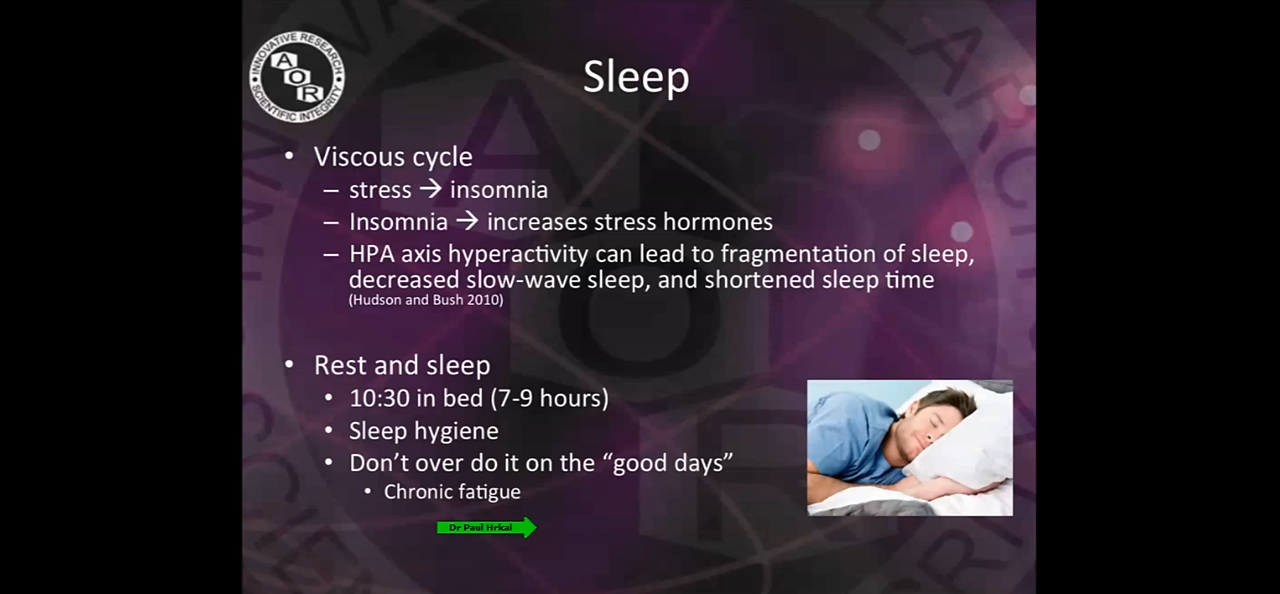 INNOVATIVE RESEARCH
AOR
SCIENTIFIC INTEGRITY
Sleep
• Viscous cycle
– stress → insomnia
– Insomnia → increases stress hormones
– HPA axis hyperactivity can lead to fragmentation of sleep,
decreased slow-wave sleep, and shortened sleep time
(Hudson and Bush 2010)
• Rest and sleep
• 10:30 in bed (7-9 hours)
• Sleep hygiene
• Don’t over do it on the “good days”
• Chronic fatigue
Dr Paul Hrkal